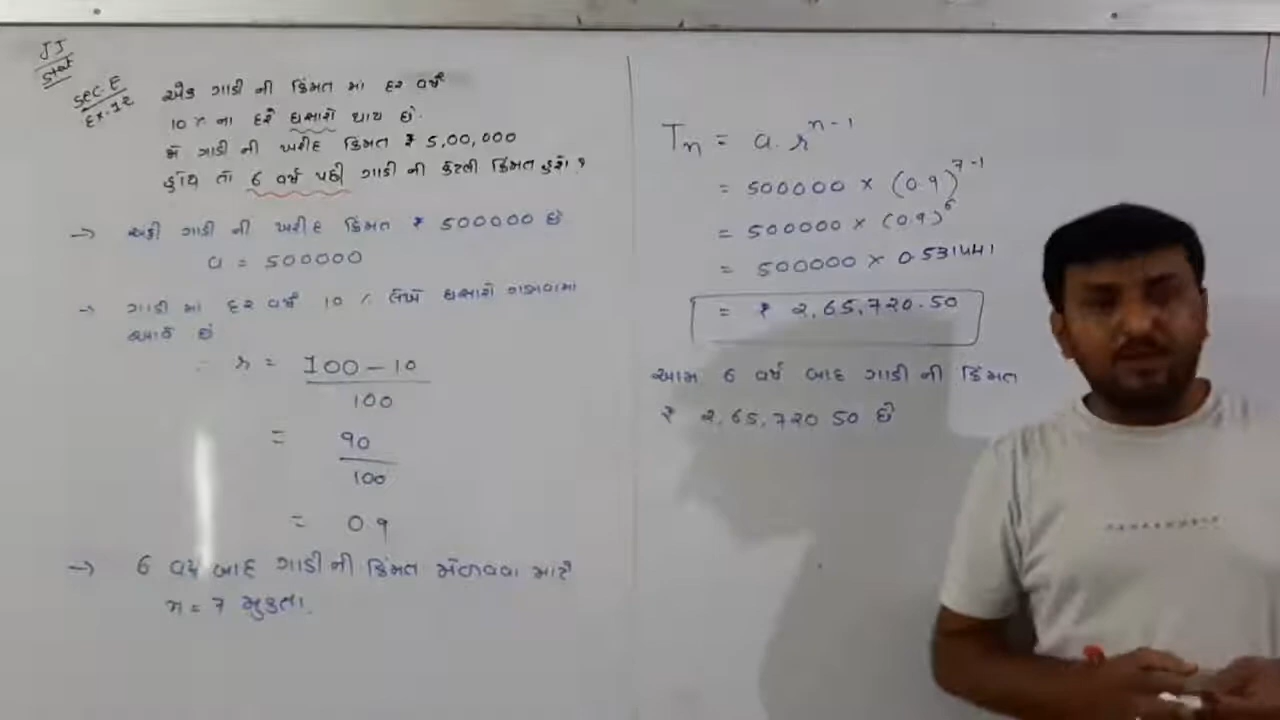 JJ
Stat
Sec. E
Ex. 12
એક ગાડી ની કિંમત માં દર વર્ષે
10 % ના દરે ઘસારો થાય છે.
જો ગાડી ની ખરીદ કિંમત ₹ 5,00,000
હોય તો 6 વર્ષ પછી ગાડી ની કેટલી કિંમત હશે ?
→ અહી ગાડી ની ખરીદ કિંમત ₹ 500000 છે
a = 500000
→ ગાડી માં દર વર્ષે 10 % લેખે ઘસારો ગણવામાં
આવે છે
∴ r = 100 – 10
100
= 90
100
= 0.9
→ 6 વર્ષ બાદ ગાડી ની કિંમત મેળવવા માટે
n = 7 મુકતા.
Tn = a. r^n-1
= 500000 × (0.9)^7-1
= 500000 × (0.9)^6
= 500000 × 0.531441
= ₹ 2,65,720.50
આમ 6 વર્ષ બાદ ગાડી ની કિંમત
₹ 2,65,720 50 છે